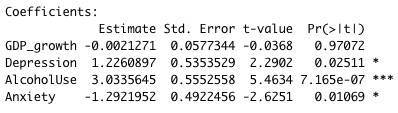 Coefficients:
Estimate Std. Error t-value Pr(>|t|)
GDP_growth -0.0021271 0.0577344 -0.0368 0.97072
Depression 1.2260897 0.5353529 2.2902 0.02511 *
AlcoholUse 3.0335645 0.5552558 5.4634 7.165e-07 ***
Anxiety -1.2921952 0.4922456 -2.6251 0.01069 *